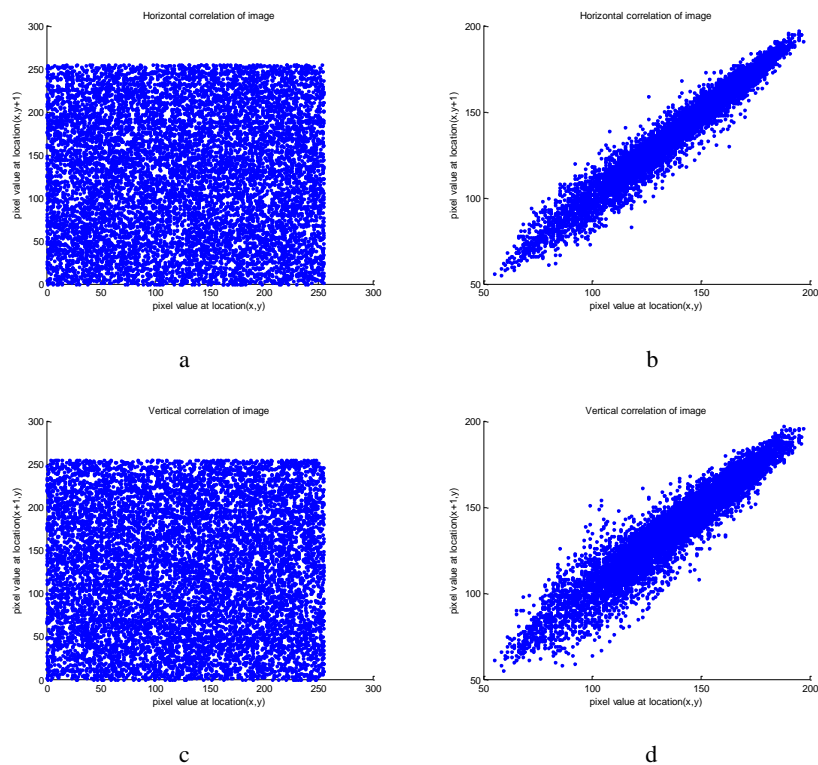 Horizontal correlation of image
300
250
200
150
100
50
0
pixel value at location(x,y+1)
0 50 100 150 200 250 300
pixel value at location(x,y)
a
Horizontal correlation of image
200
150
100
50
pixel value at location(x,y+1)
50 100 150 200
pixel value at location(x,y)
b
Vertical correlation of image
300
250
200
150
100
50
0
pixel value at location(x+1,y)
0 50 100 150 200 250 300
pixel value at location(x,y)
c
Vertical correlation of image
200
150
100
50
pixel value at location(x+1,y)
50 100 150 200
pixel value at location(x,y)
d